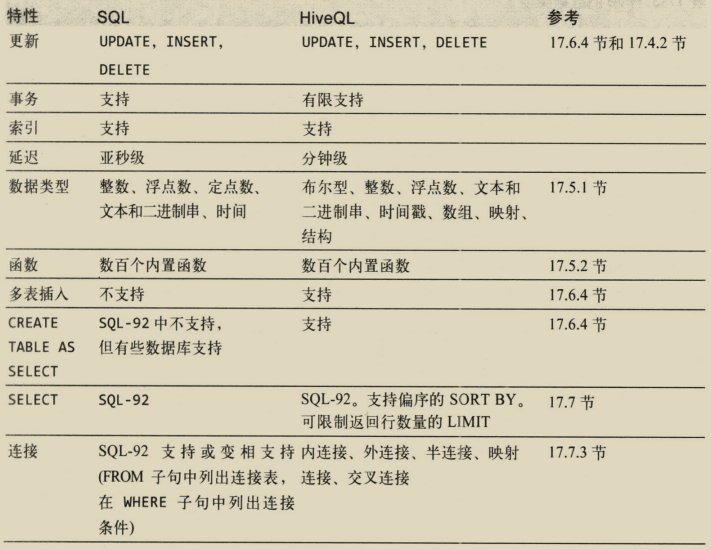 特性 SQL HiveQL 参考
更新 UPDATE, INSERT, UPDATE, INSERT, DELETE 17.6.4 节和 17.4.2 节
DELETE
事务 支持 有限支持
索引 支持 支持
延迟 亚秒级 分钟级
数据类型 整数、浮点数、定点数、 布尔型、整数、浮点数、文本和 17.5.1 节
文本和二进制串、时间 二进制串、时间戳、数组、映射、
结构
函数 数百个内置函数 数百个内置函数 17.5.2 节
多表插入 不支持 支持 17.6.4 节
CREATE SQL-92 中不支持, 支持 17.6.4 节
TABLE AS 但有些数据库支持
SELECT
SELECT SQL-92 SQL-92。支持偏序的 SORT BY。 17.7 节
可限制返回行数量的 LIMIT
连接 SQL-92 支持或变相支持 内连接、外连接、半连接、映射 17.7.3 节
(FROM 子句中列出连接表, 连接、交叉连接
在 WHERE 子句中列出连接
条件)